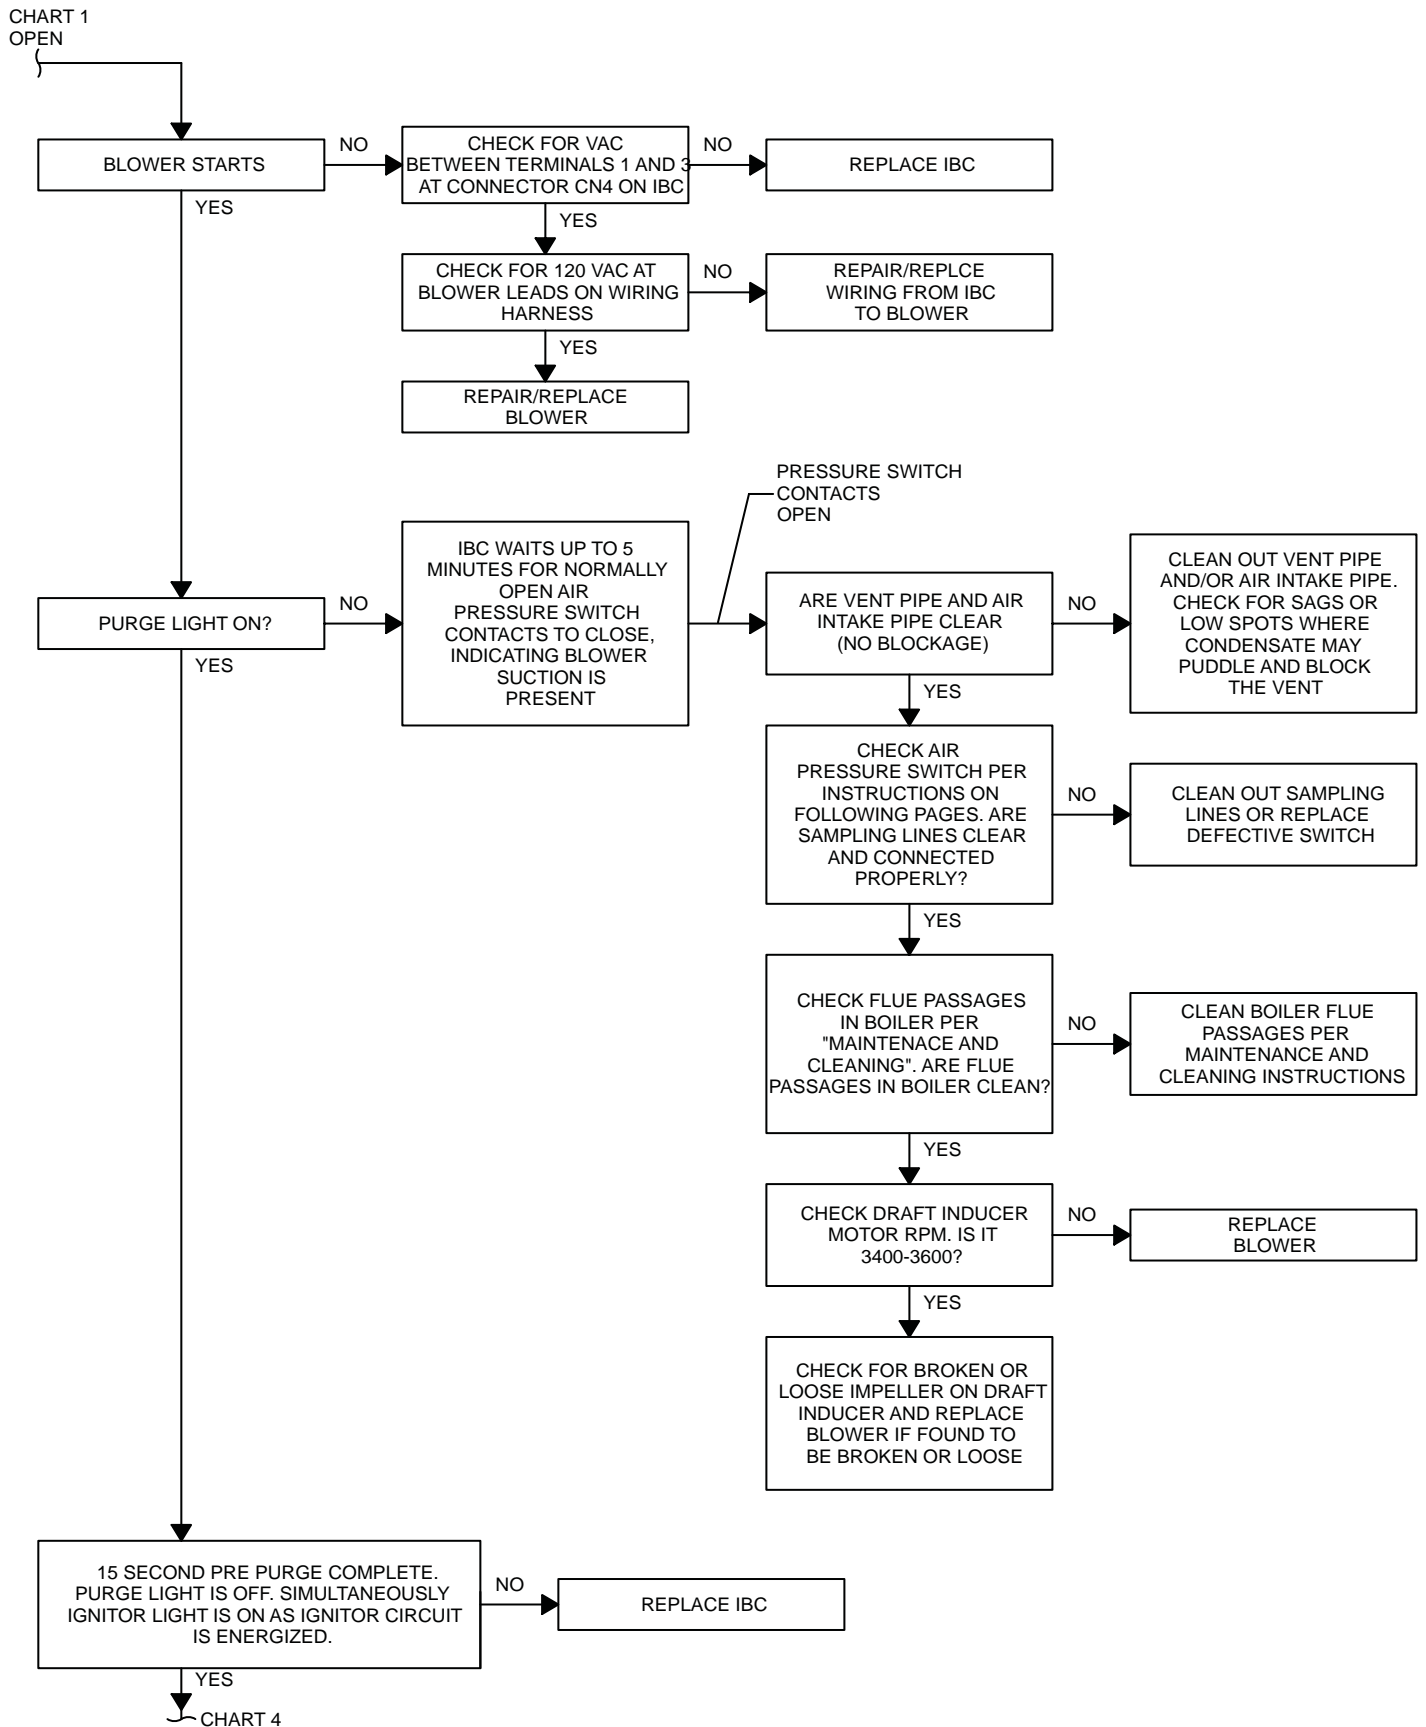 CHART 1
OPEN
BLOWER STARTS
NO
CHECK FOR VAC
BETWEEN TERMINALS 1 AND 3
AT CONNECTOR CN4 ON IBC
NO
REPLACE IBC
YES
YES
CHECK FOR 120 VAC AT
BLOWER LEADS ON WIRING
HARNESS
NO
REPAIR/REPLCE
WIRING FROM IBC
TO BLOWER
YES
REPAIR/REPLACE
BLOWER
PRESSURE SWITCH
CONTACTS
OPEN
PURGE LIGHT ON?
NO
IBC WAITS UP TO 5
MINUTES FOR NORMALLY
OPEN AIR
PRESSURE SWITCH
CONTACTS TO CLOSE,
INDICATING BLOWER
SUCTION IS
PRESENT
ARE VENT PIPE AND AIR
INTAKE PIPE CLEAR
(NO BLOCKAGE)
NO
CLEAN OUT VENT PIPE
AND/OR AIR INTAKE PIPE.
CHECK FOR SAGS OR
LOW SPOTS WHERE
CONDENSATE MAY
PUDDLE AND BLOCK
THE VENT
YES
YES
CHECK AIR
PRESSURE SWITCH PER
INSTRUCTIONS ON
FOLLOWING PAGES. ARE
SAMPLING LINES CLEAR
AND CONNECTED
PROPERLY?
NO
CLEAN OUT SAMPLING
LINES OR REPLACE
DEFECTIVE SWITCH
YES
CHECK FLUE PASSAGES
IN BOILER PER
"MAINTENACE AND
CLEANING". ARE FLUE
PASSAGES IN BOILER CLEAN?
NO
CLEAN BOILER FLUE
PASSAGES PER
MAINTENANCE AND
CLEANING INSTRUCTIONS
YES
CHECK DRAFT INDUCER
MOTOR RPM. IS IT
3400-3600?
NO
REPLACE
BLOWER
YES
CHECK FOR BROKEN OR
LOOSE IMPELLER ON DRAFT
INDUCER AND REPLACE
BLOWER IF FOUND TO
BE BROKEN OR LOOSE
15 SECOND PRE PURGE COMPLETE.
PURGE LIGHT IS OFF. SIMULTANEOUSLY
IGNITOR LIGHT IS ON AS IGNITOR CIRCUIT
IS ENERGIZED.
NO
REPLACE IBC
YES
CHART 4